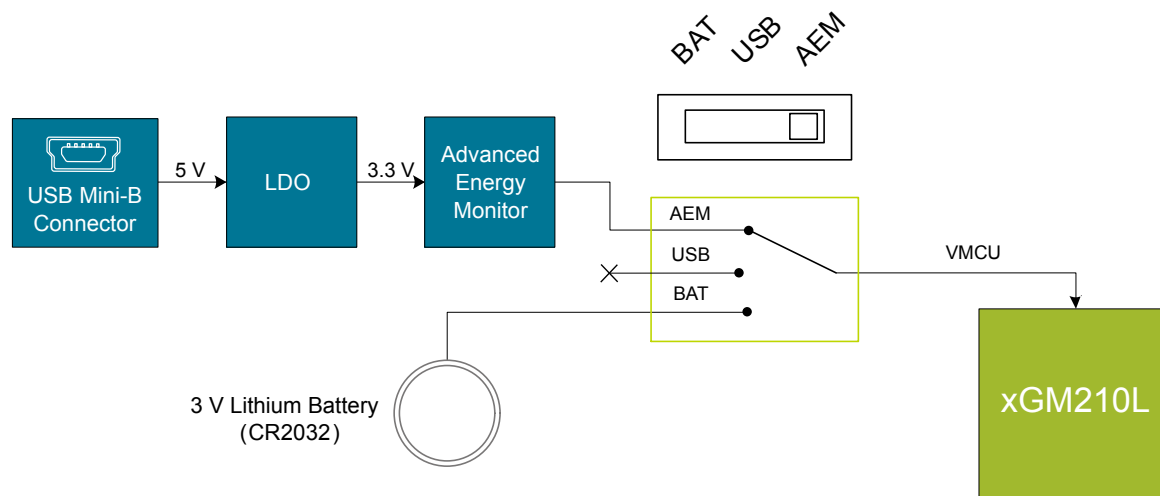 BAT
USB
AEM
USB Mini-B
Connector
5 V
LDO
3.3 V
Advanced
Energy
Monitor
AEM
USB
BAT
VMCU
3 V Lithium Battery
(CR2032)
xGM210L